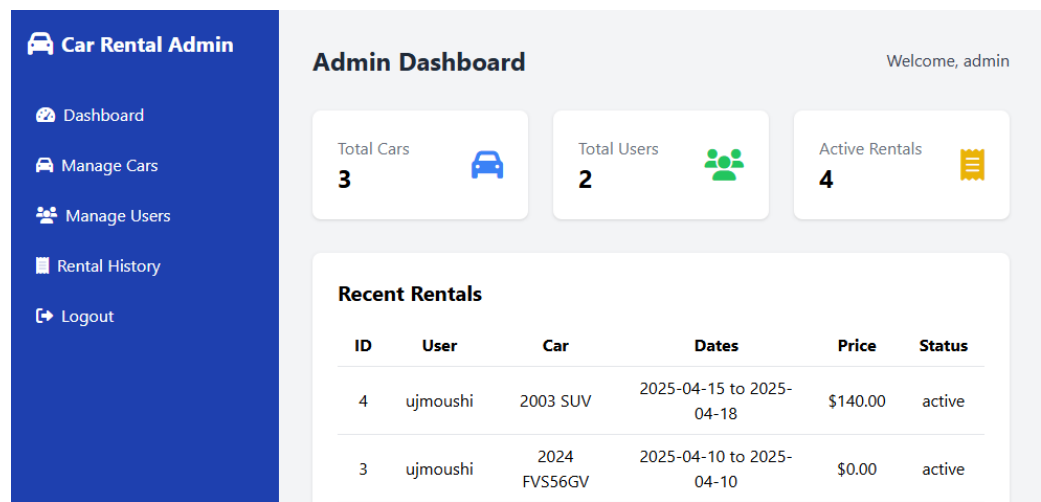 Car Rental Admin
Dashboard
Manage Cars
Manage Users
Rental History
Logout
Admin Dashboard
Welcome, admin
Total Cars
3
Total Users
2
Active Rentals
4
Recent Rentals
ID User Car Dates Price Status
4 ujmoushi 2003 SUV 2025-04-15 to 2025-
04-18 $140.00 active
3 ujmoushi 2024
FVS56GV 2025-04-10 to 2025-
04-10 $0.00 active